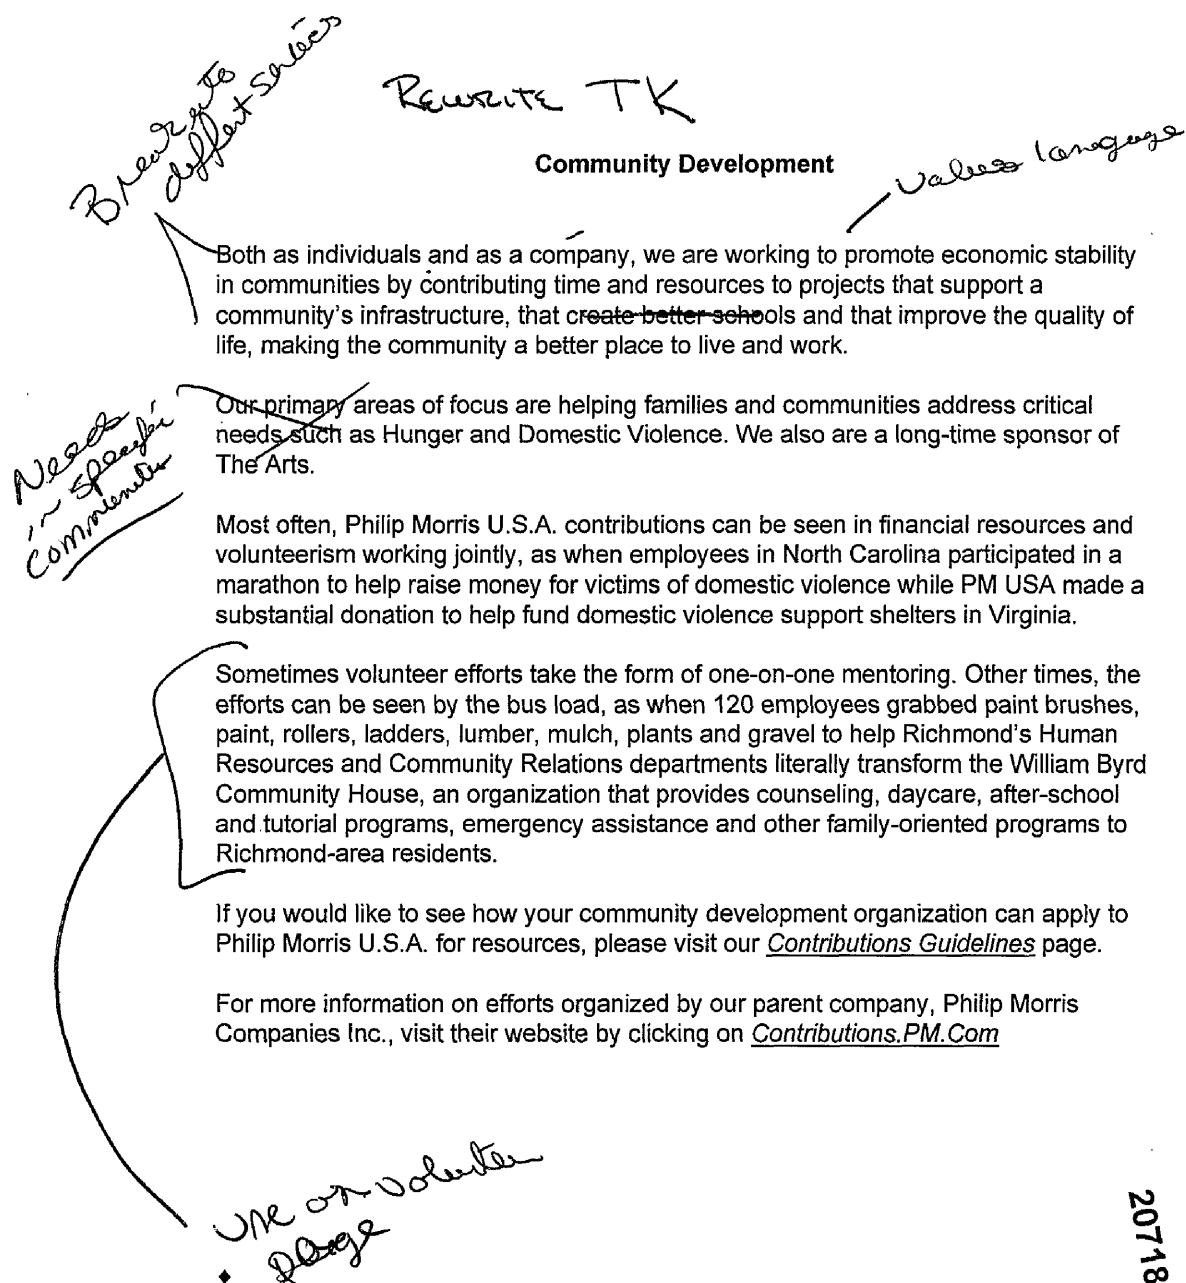 Break into
diffent series
REWRITE TK
Community Development
values langage
Both as individuals and as a company, we are working to promote economic stability
in communities by contributing time and resources to projects that support a
community's infrastructure, that create better schools and that improve the quality of
life, making the community a better place to live and work.
Needs
in specific
communities
Our primary areas of focus are helping families and communities address critical
needs such as Hunger and Domestic Violence. We also are a long-time sponsor of
The Arts.
Most often, Philip Morris U.S.A. contributions can be seen in financial resources and
volunteerism working jointly, as when employees in North Carolina participated in a
marathon to help raise money for victims of domestic violence while PM USA made a
substantial donation to help fund domestic violence support shelters in Virginia.
Sometimes volunteer efforts take the form of one-on-one mentoring. Other times, the
efforts can be seen by the bus load, as when 120 employees grabbed paint brushes,
paint, rollers, ladders, lumber, mulch, plants and gravel to help Richmond's Human
Resources and Community Relations departments literally transform the William Byrd
Community House, an organization that provides counseling, daycare, after-school
and tutorial programs, emergency assistance and other family-oriented programs to
Richmond-area residents.
If you would like to see how your community development organization can apply to
Philip Morris U.S.A. for resources, please visit our Contributions Guidelines page.
For more information on efforts organized by our parent company, Philip Morris
Companies Inc., visit their website by clicking on Contributions.PM.Com
use on volunteer
page
20718